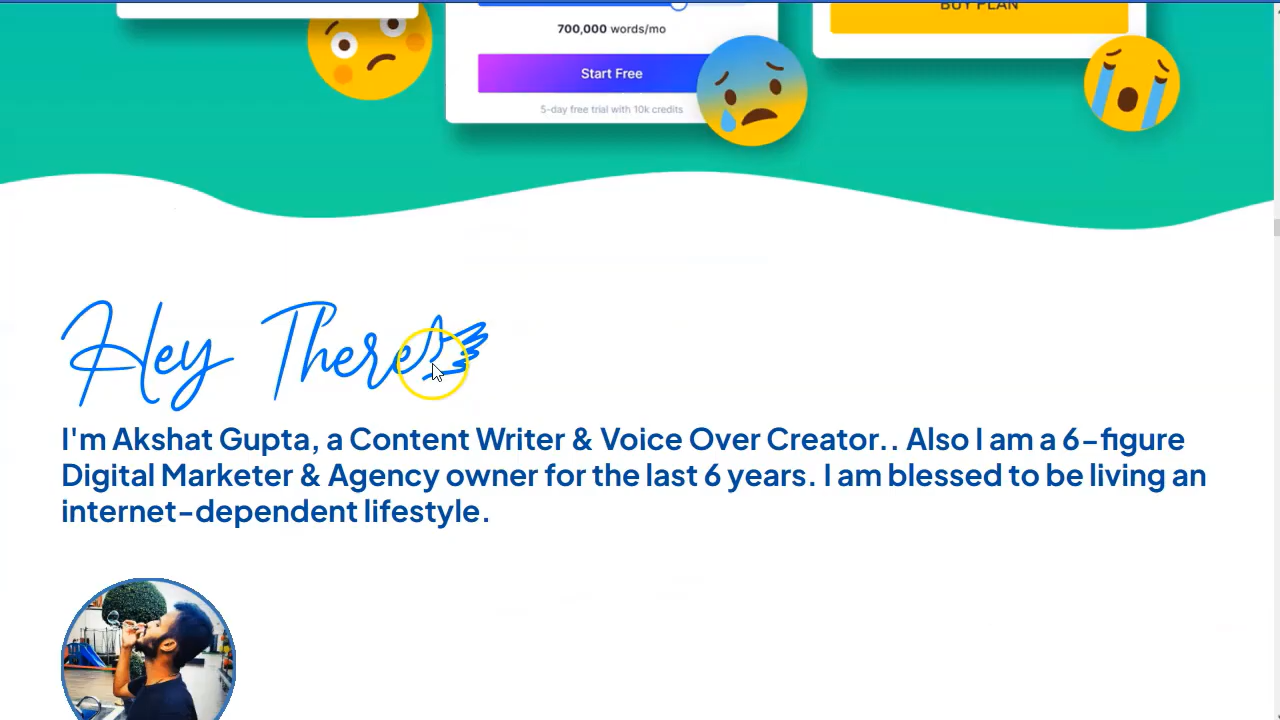 BUY PLAN
700,000 words/mo
Start Free
5-day free trial with 10k credits
Hey There
I'm Akshat Gupta, a Content Writer & Voice Over Creator.. Also I am a 6-figure
Digital Marketer & Agency owner for the last 6 years. I am blessed to be living an
internet-dependent lifestyle.